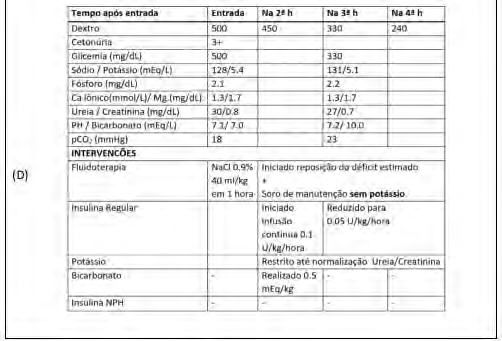 Tempo após entrada Entrada Na 2ª h Na 3ª h Na 4ª h
Dextro 500 450 330 240
Cetonúria 3+
Glicemia (mg/dL) 500 330
Sódio / Potássio (mEq/L) 128/5.4 131/5.1
Fósforo (mg/dL) 2.1 2.2
Ca Iônico(mmol/L)/ Mg (mg/dL) 1.3/1.7 1.3/1.7
Ureia / Creatinina (mg/dL) 30/0.8 27/0.7
PH / Bicarbonato (mEq/L) 7.1/ 7.0 7.2/ 10.0
pCO₂ (mmHg) 18 23
INTERVENCÕES
(D)
Fluidoterapia NaCl 0.9% Iniciado reposição do déficit estimado
40 ml/kg +
em 1 hora Soro de manutenção sem potássio
Insulina Regular Iniciado Reduzido para
infusão 0.05 U/kg/hora
continua 0.1
U/kg/hora
Potássio Restrito até normalização Ureia/Creatinina
Bicarbonato - Realizado 0.5 - -
mEq/kg
Insulina NPH - - - -